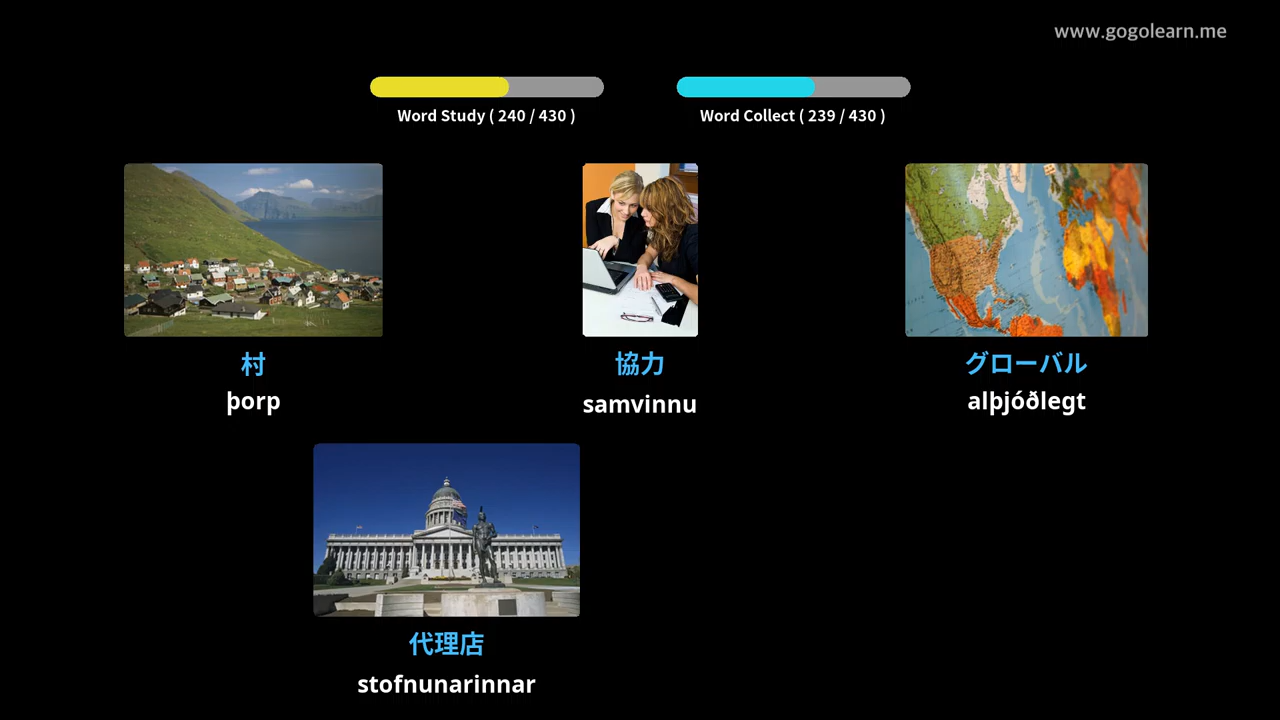 www.gogolearn.me
Word Study ( 240 / 430 )
Word Collect ( 239 / 430 )
村
þorp
協力
samvinnu
グローバル
alþjóðlegt
代理店
stofnunarinnar